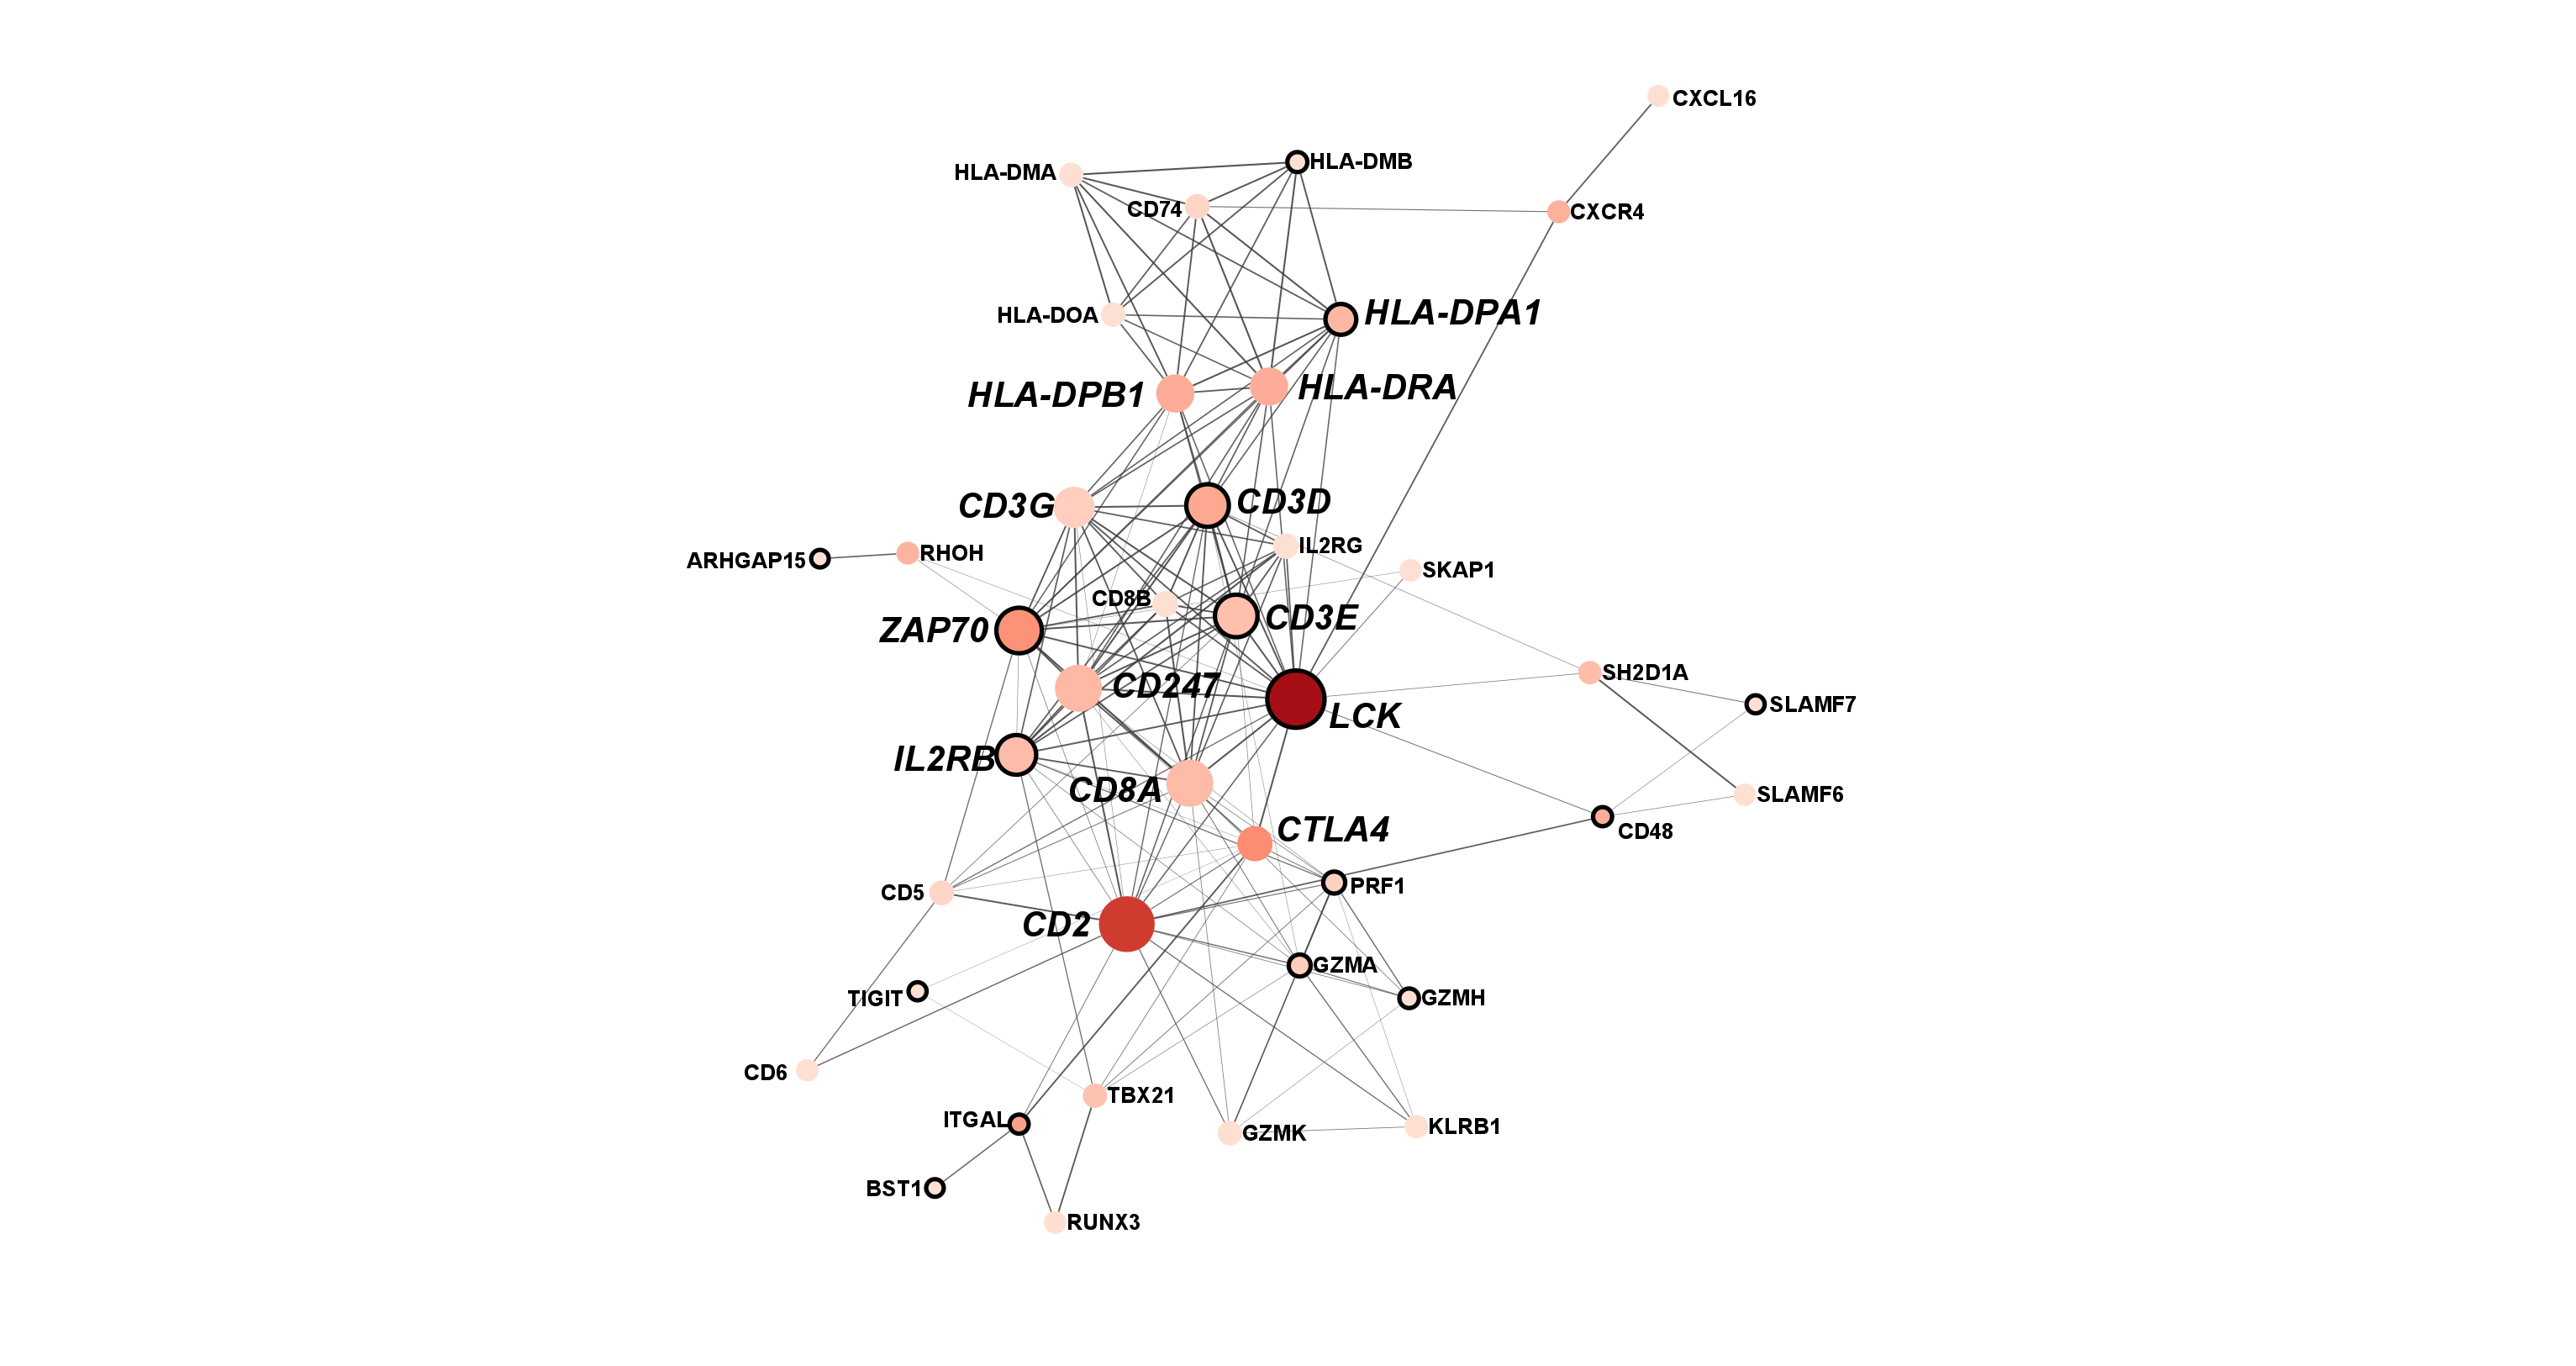 CXCL16
HLA-DMB
HLA-DMA
CD74
CXCR4
HLA-DOA
HLA-DPA1
HLA-DPB1
HLA-DRA
CD3G
CD3D
IL2RG
ARHGAP15
RHOH
SKAP1
CD8B
CD3E
ZAP70
SH2D1A
CD247
LCK
SLAMF7
IL2RB
CD8A
SLAMF6
CTLA4
CD48
CD5
PRF1
CD2
GZMA
TIGIT
GZMH
CD6
TBX21
ITGAL
GZMK
KLRB1
BST1
RUNX3